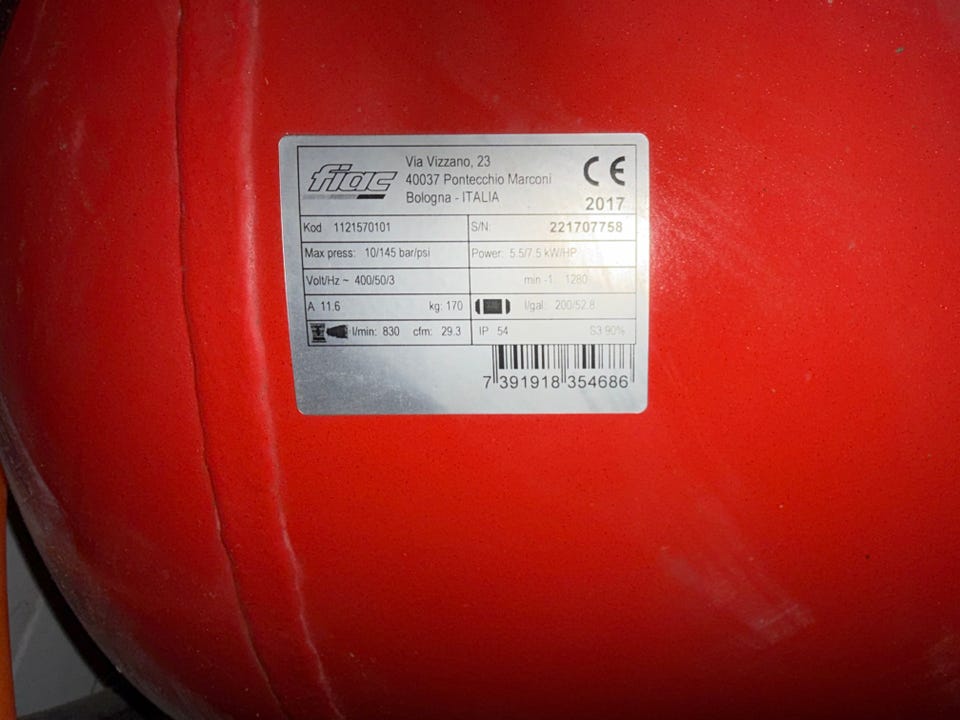 fiac
Via Vizzano, 23
40037 Pontecchio Marconi
Bologna - ITALIA
CE
2017
Kod 1121570101 S/N: 221707758
Max press: 10/145 bar/psi Power: 5.5/7.5 kW/HP
Volt/Hz ~ 400/50/3 min -1 1280
A 11.6 kg: 170 l/gal: 200/52.8
l/min: 830 cfm: 29.3 IP 54 S3 90%
7 391918 354686